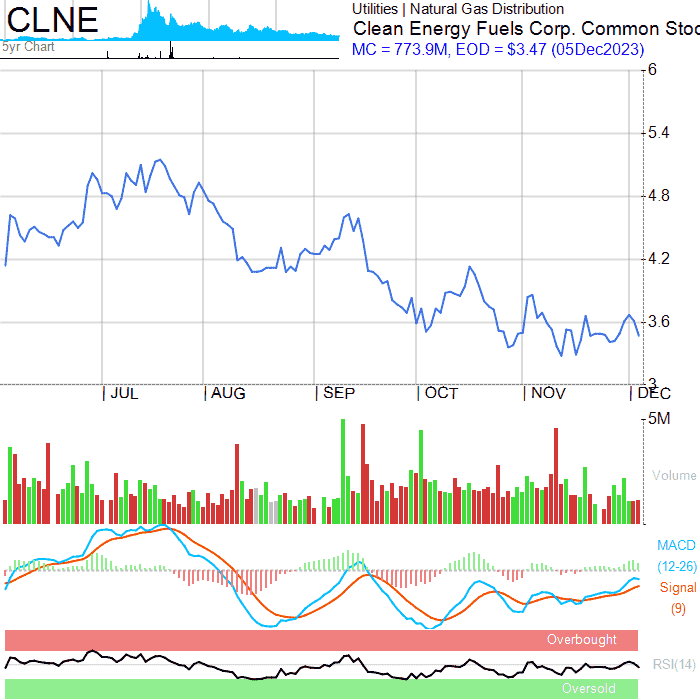 CLNE
5yr Chart
Utilities | Natural Gas Distribution
Clean Energy Fuels Corp. Common Stoc
MC = 773.9M, EOD = $3.47 (05Dec2023)
6
5.4
4.8
4.2
3.6
3
JUL AUG SEP OCT NOV DEC
5M
Volume
MACD
(12-26)
Signal
(9)
Overbought
RSI(14)
Oversold